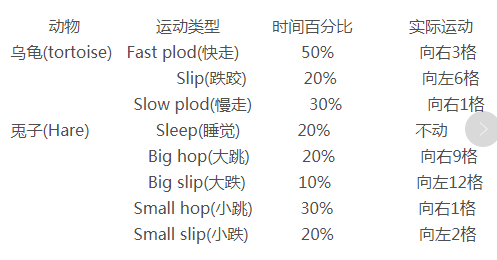 动物 运动类型 时间百分比 实际运动
乌龟(tortoise) Fast plod(快走) 50% 向右3格
Slip(跌跤) 20% 向左6格
Slow plod(慢走) 30% 向右1格
兎子(Hare) Sleep(睡觉) 20% 不动
Big hop(大跳) 20% 向右9格
Big slip(大跌) 10% 向左12格
Small hop(小跳) 30% 向右1格
Small slip(小跌) 20% 向左2格